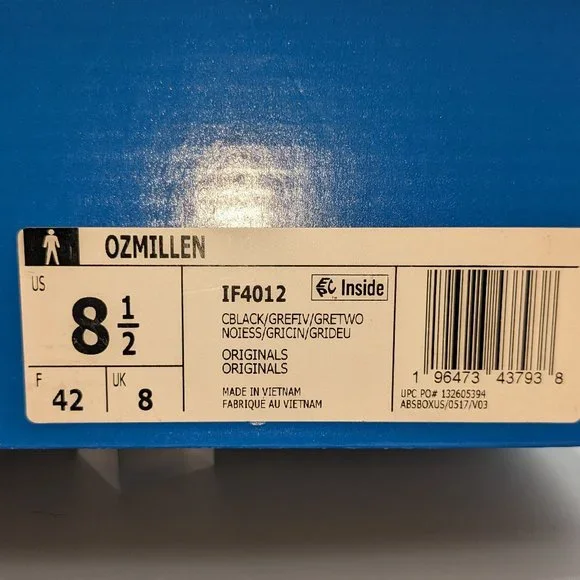 OZMILLEN
US
8 1/2
F
42
UK
8
IF4012
Inside
CBLACK/GREFIV/GRETWO
NOIESS/GRICIN/GRIDEU
ORIGINALS
ORIGINALS
MADE IN VIETNAM
FABRIQUÉ AU VIETNAM
1 96473 43793 8
UPC PO# 132605394
ABSBOXUS/0517/V03